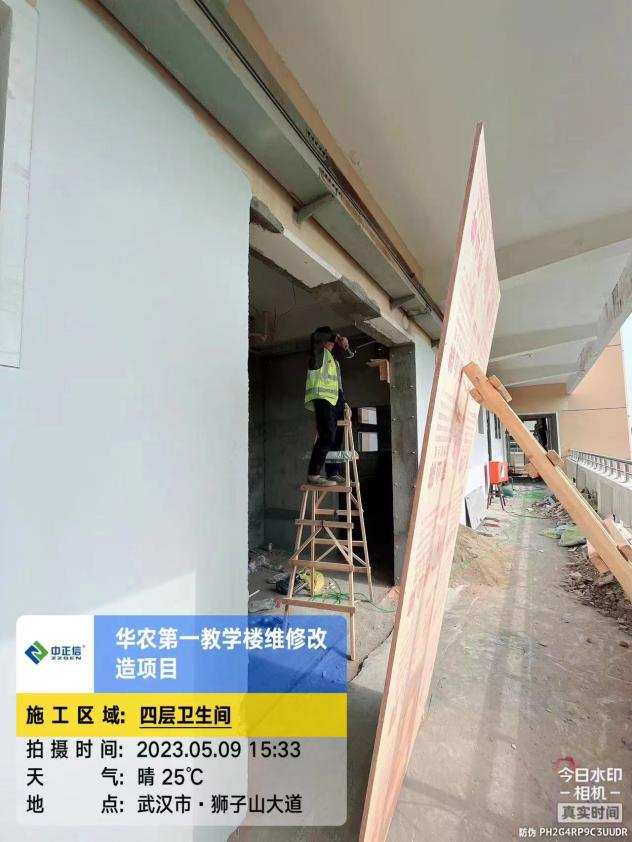 中正信®
ZZGEN
华农第一教学楼维修改
造项目
施工区域: 四层卫生间
拍摄时间: 2023.05.09 15:33
天气: 晴 25℃
地点: 武汉市·狮子山大道
今日水印
相机
真实时间
防伪 PH2G4RP9C3UUDR